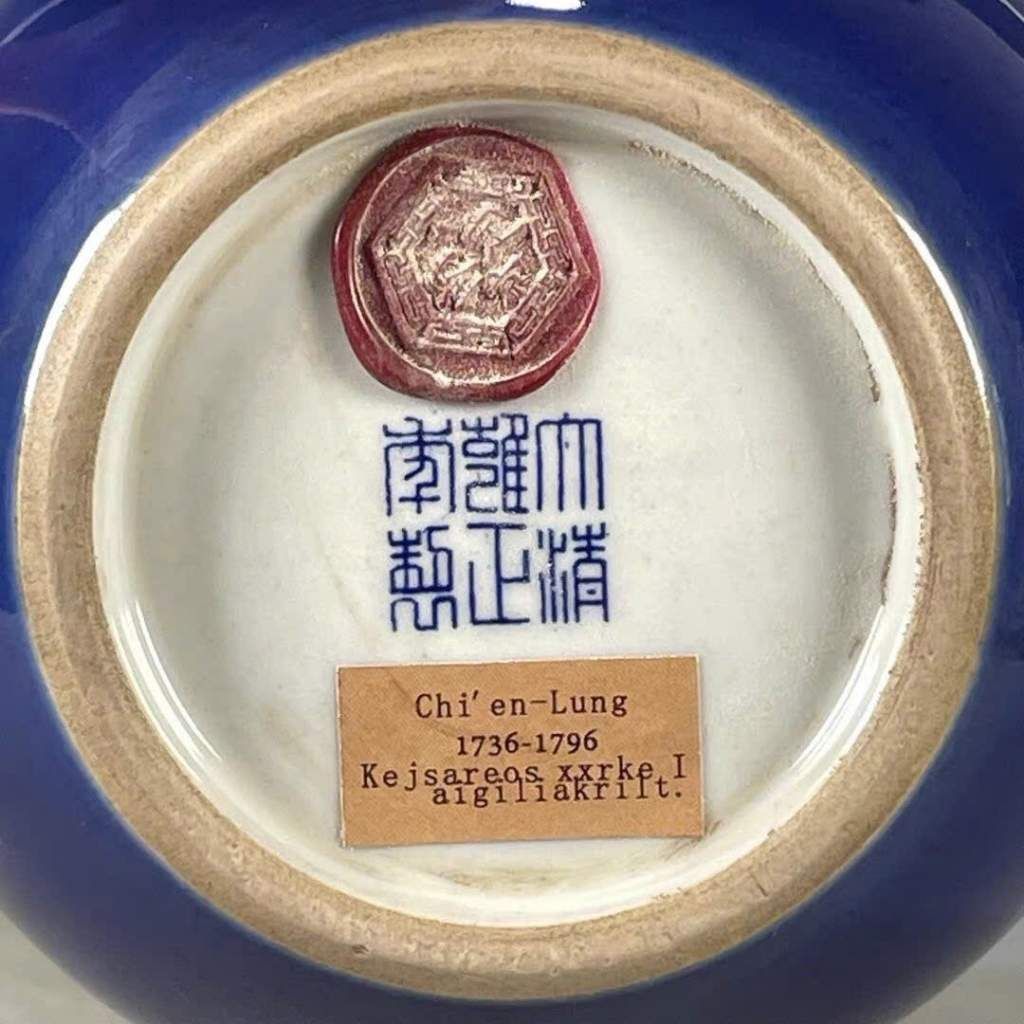 大清
雍正
年製
Chi'en-Lung
1736-1796
Kejsareos xxrke I
aigiliakrilt.